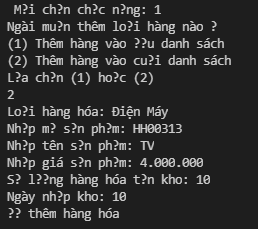 M?i ch?n ch?c n?ng: 1
Ngài mu?n thêm lo?i hàng nào ?
(1) Thêm hàng vào ??u danh sách
(2) Thêm hàng vào cu?i danh sách
L?a ch?n (1) ho?c (2)
2
Lo?i hàng hóa: Điện Máy
Nh?p m? s?n ph?m: HH00313
Nh?p tên s?n ph?m: TV
Nh?p giá s?n ph?m: 4.000.000
S? l??ng hàng hóa t?n kho: 10
Ngày nh?p kho: 10
?? thêm hàng hóa